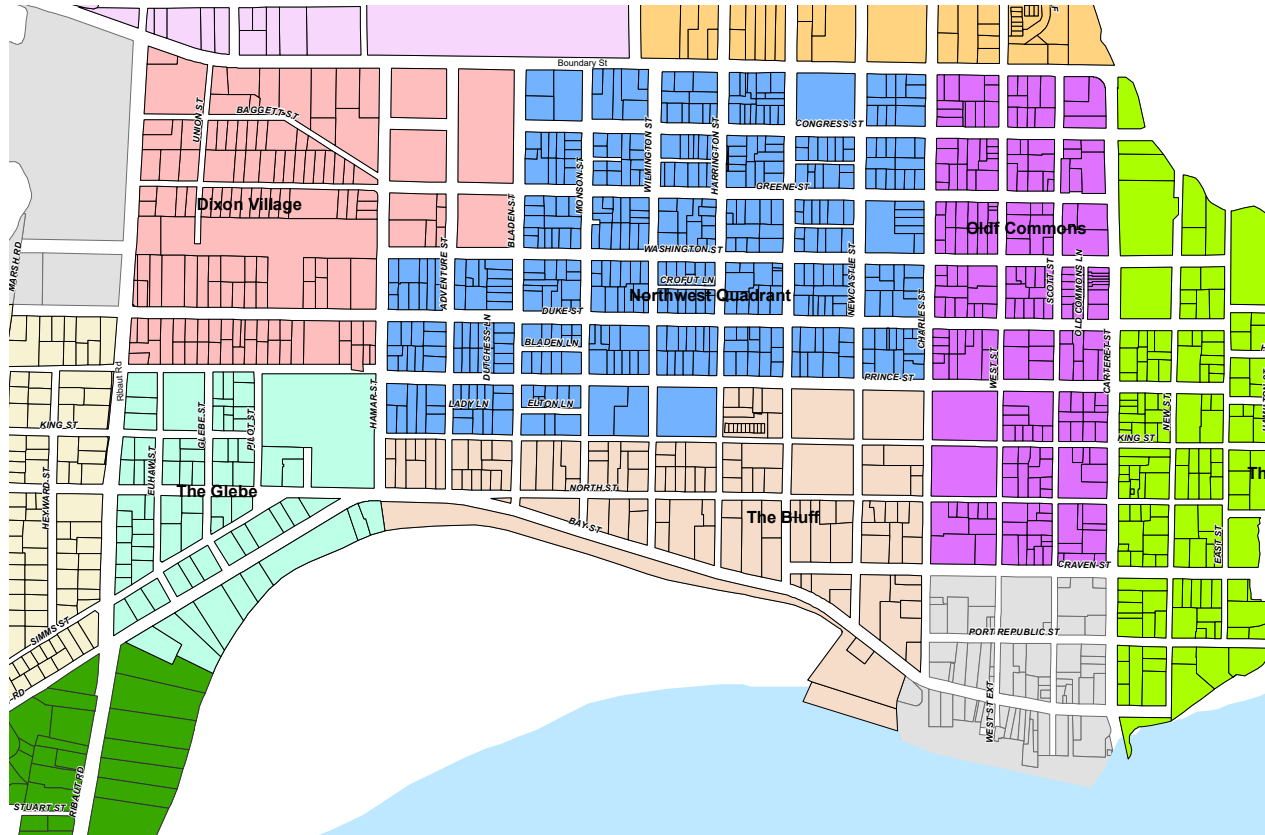 F
Boundary St
UNION ST
BAGGETT ST
WILMINGTON ST
HARRINGTON ST
CONGRESS ST
MONSON ST
GREENE ST
Dixon Village
BLADEN ST
Oldf Commons
MARSH RD
ADVENTURE ST
WASHINGTON ST
NEWCASTLE ST
SCOTT ST
OLD COMMONS LN
CROFUT LN
Northwest Quadrant
DUKE ST
CHARLES ST
DUTCHESS LN
BLADEN LN
WEST ST
CARTERET ST
Ribaut Rd
PRINCE ST
HAMAR ST
GLEBE ST
PILOT ST
LADY LN
ELTON LN
NEW ST
KING ST
KING ST
EUHAW ST
HEYWARD ST
The Glebe
NORTH ST
Th
The Bluff
BAY ST
EAST ST
CRAVEN ST
SIMMS ST
PORT REPUBLIC ST
RD
WEST ST EXT
RIBAUT RD
STUART ST